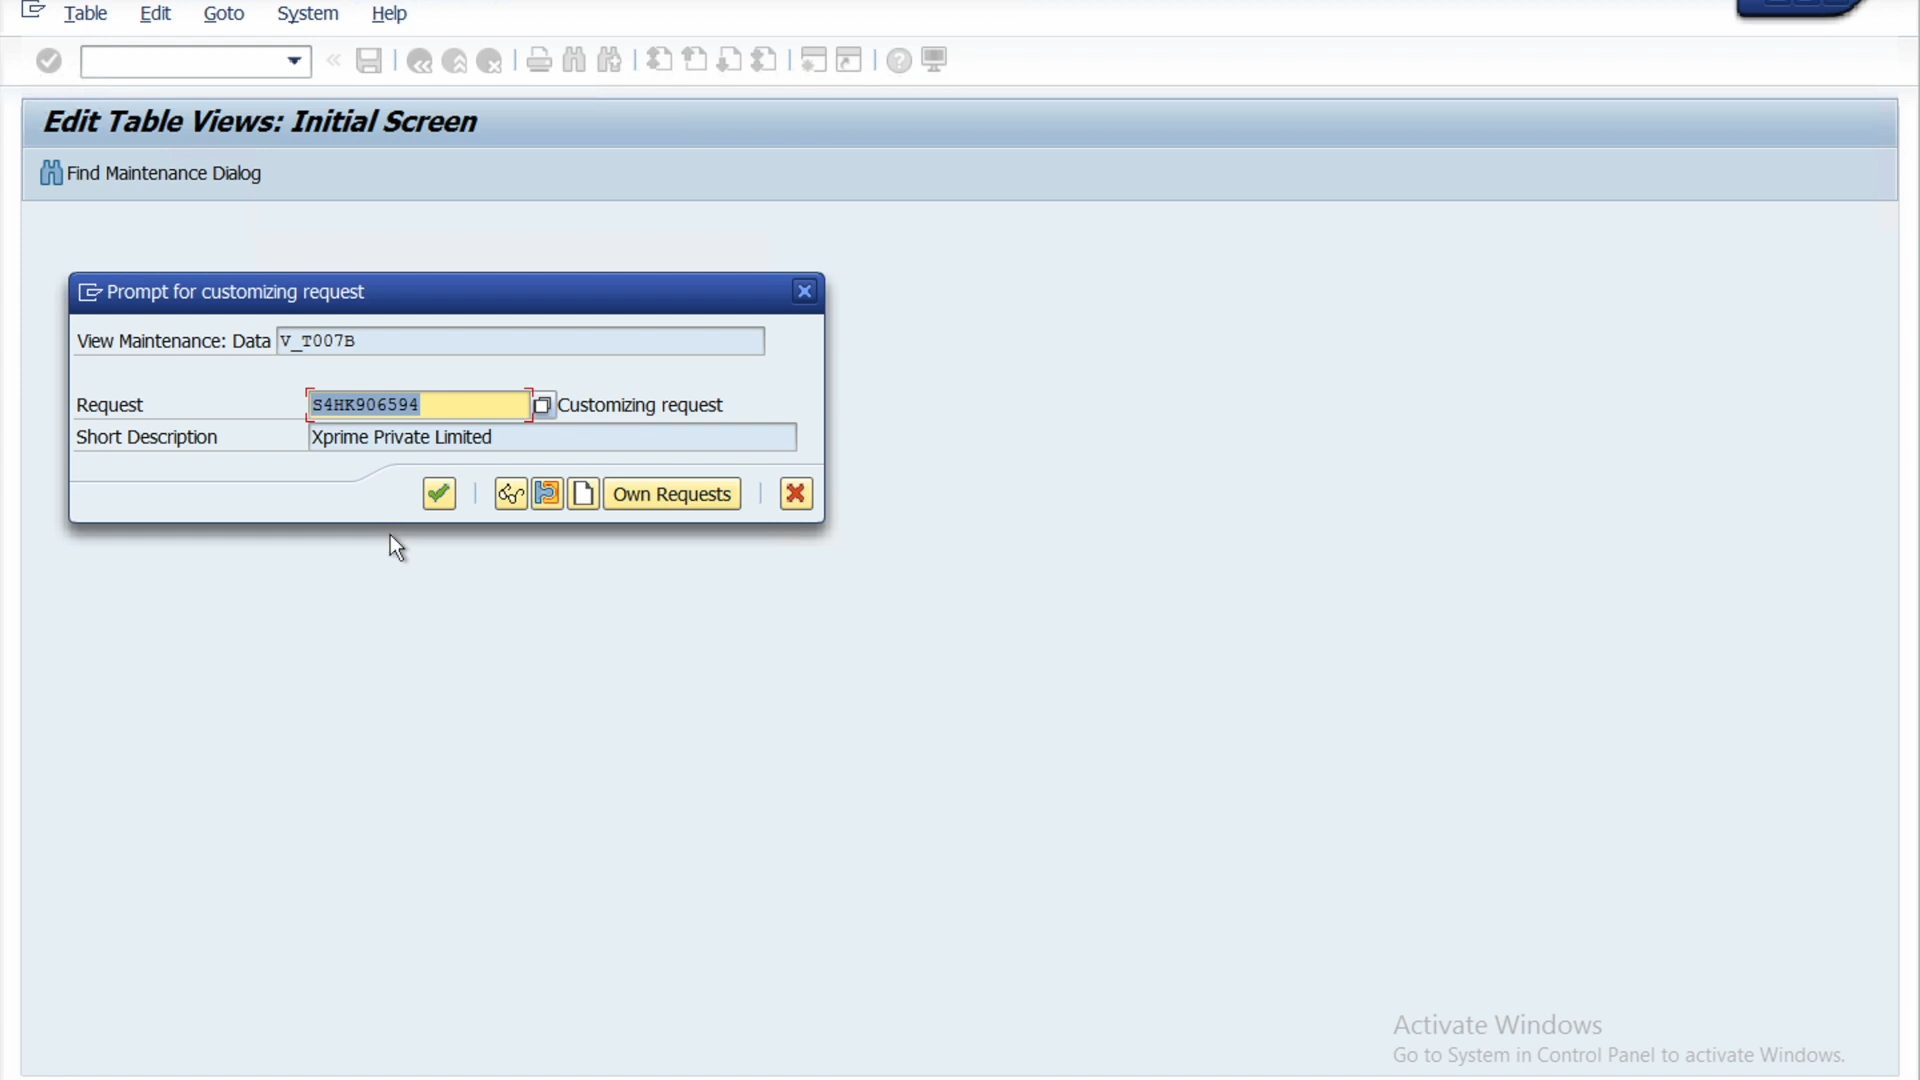 Table Edit Goto System Help
Edit Table Views: Initial Screen
Find Maintenance Dialog
Prompt for customizing request
View Maintenance: Data V_T007B
Request S4HK906594 Customizing request
Short Description Xprime Private Limited
Own Requests
Activate Windows
Go to System in Control Panel to activate Windows.